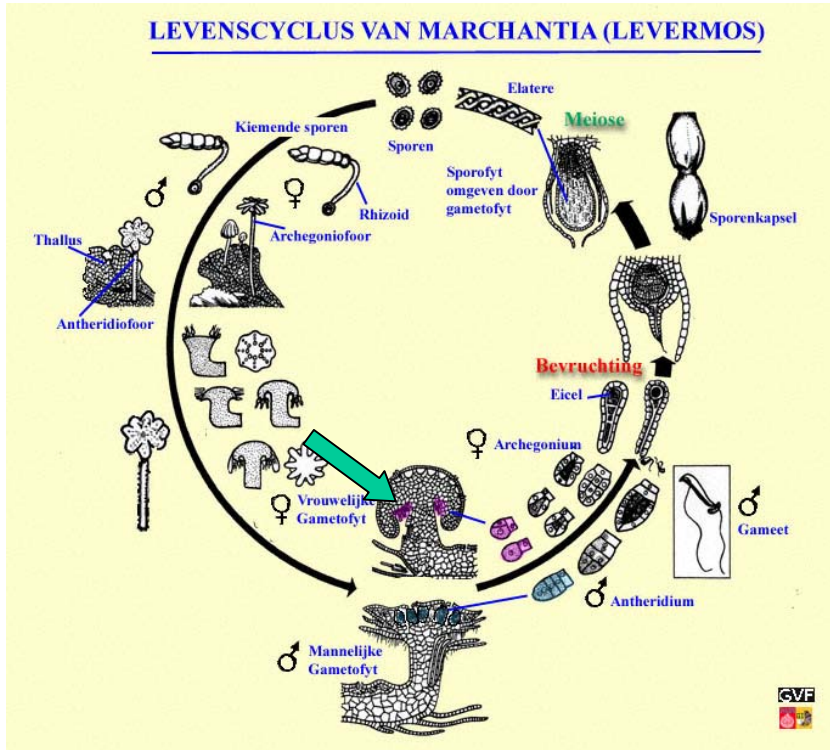 LEVENSCYCLUS VAN MARCHANTIA (LEVERMOS)
Elatere
Meiose
Kiemende sporen
Sporen
Sporofyt
omgeven door
gametofyt
Rhizoid
Sporenkapsel
Archegoniofoor
Thallus
Antheridiofoor
Bevruchting
Eicel
Archegonium
Vrouwelijke
Gametofyt
Gameet
Antheridium
Mannelijke
Gametofyt
GVF